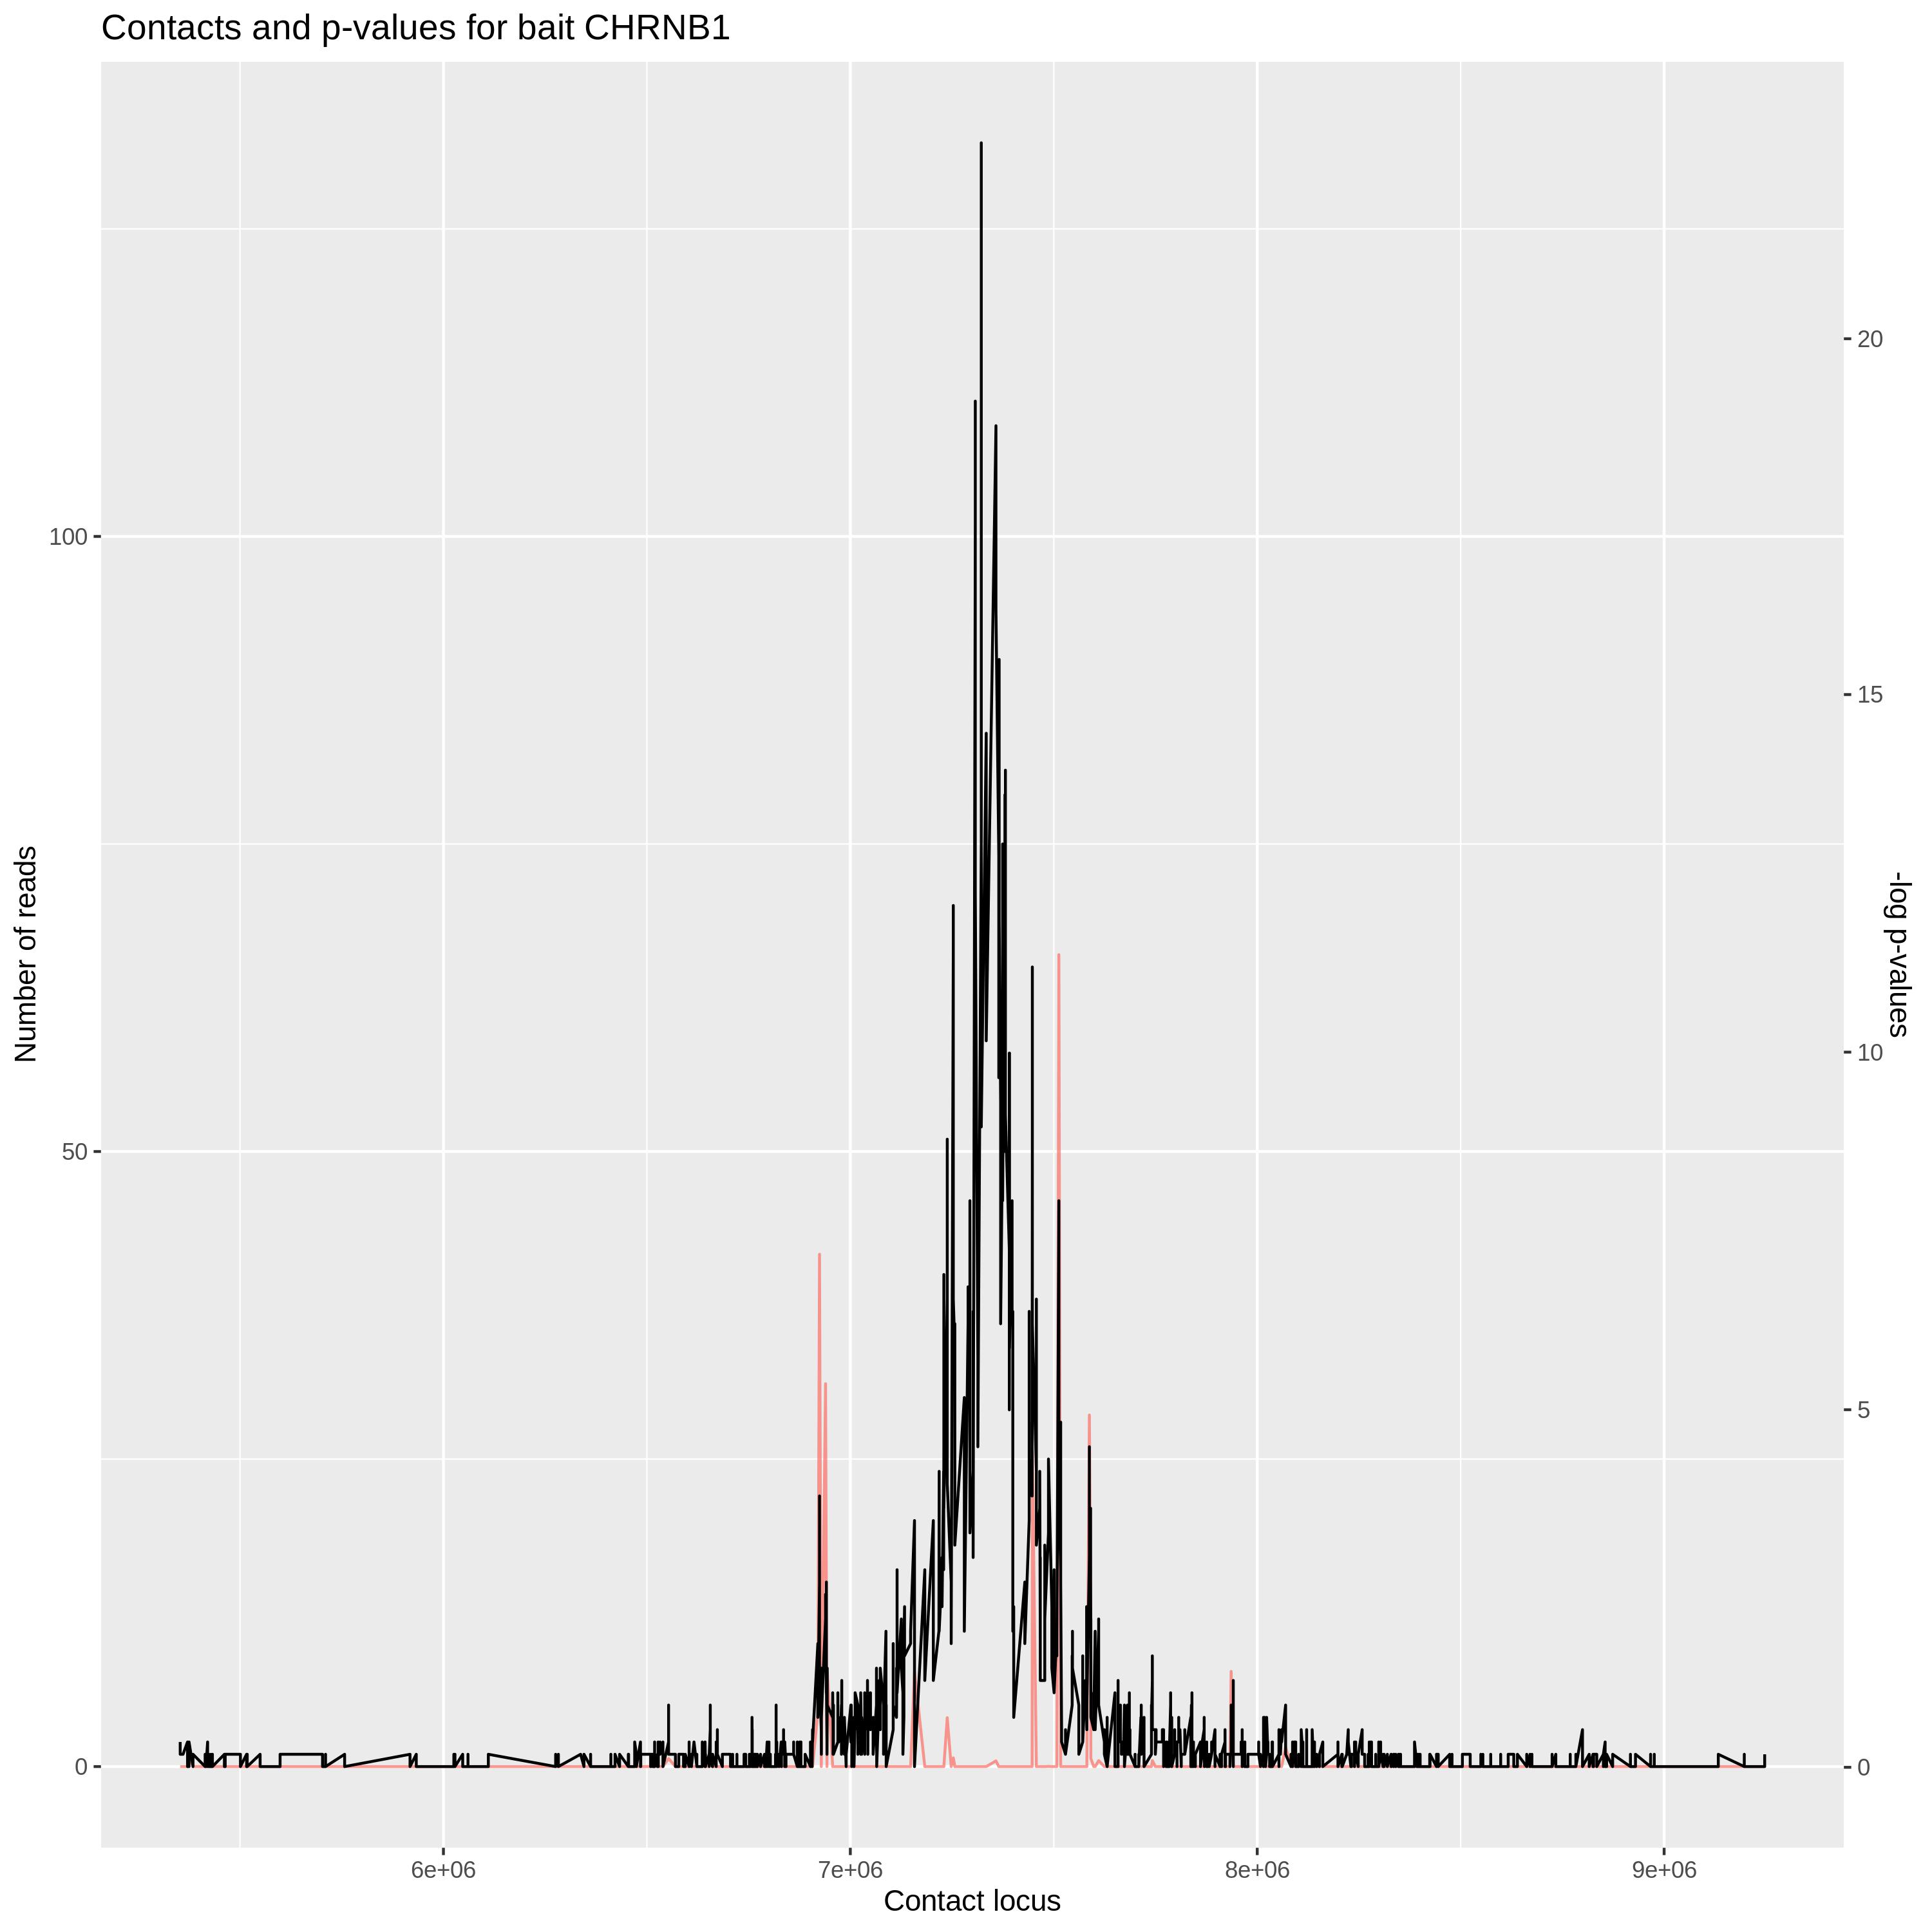 Contacts and p-values for bait CHRNB1
Number of reads
100
50
0
20
15
10
5
0
-log p-values
6e+06
7e+06
8e+06
9e+06
Contact locus